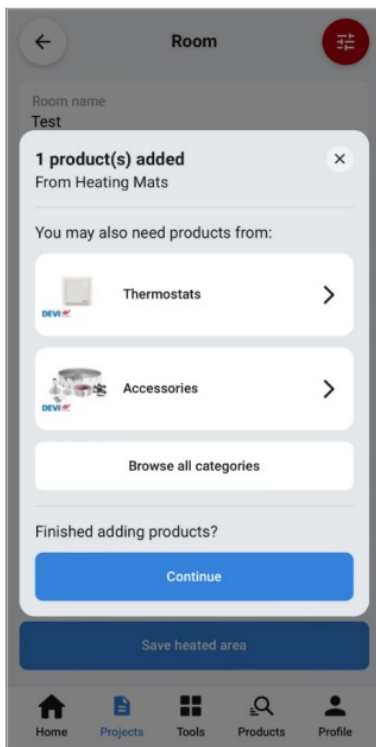 Room
Room name
Test
1 product(s) added
From Heating Mats
You may also need products from:
Thermostats
DEVI
Accessories
DEVI
Browse all categories
Finished adding products?
Continue
Save heated area
Home Projects Tools Products Profile